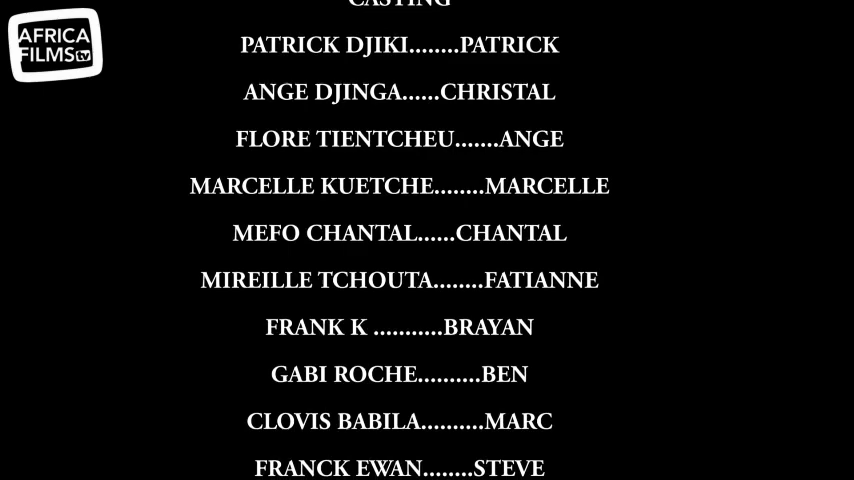 AFRICA
FILMS tv
CASTING
PATRICK DJIKI........PATRICK
ANGE DJINGA......CHRISTAL
FLORE TIENTCHEU.......ANGE
MARCELLE KUETCHE........MARCELLE
MEFO CHANTAL......CHANTAL
MIREILLE TCHOUTA........FATIANNE
FRANK K ...........BRAYAN
GABI ROCHE..........BEN
CLOVIS BABILA..........MARC
FRANCK EWAN........STEVE